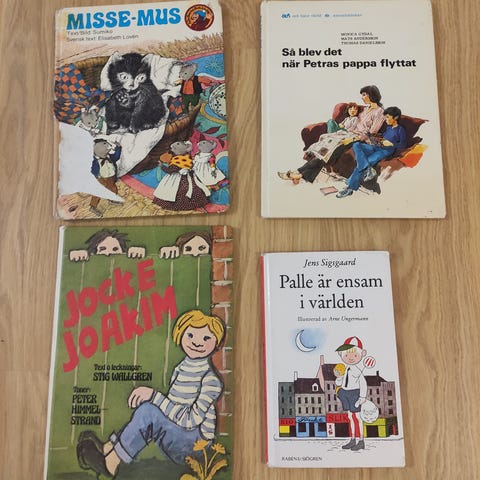 MISSE-MUS
Text/Bild Sumiko
Svensk text: Elisabeth Lovén
MONICA GYDAL
MATS ANDERSSON
THOMAS DANIELSSON
Så blev det
när Petras pappa flyttat
JOCKE
JOAKIM
Text o teckningar:
STIG WALLGREN
Toner:
PETER
HIMMEL-
STRAND
Jens Sigsgaard
Palle är ensam
i världen
Illustrerad av Arne Ungermann
RABÉN & SJÖGREN